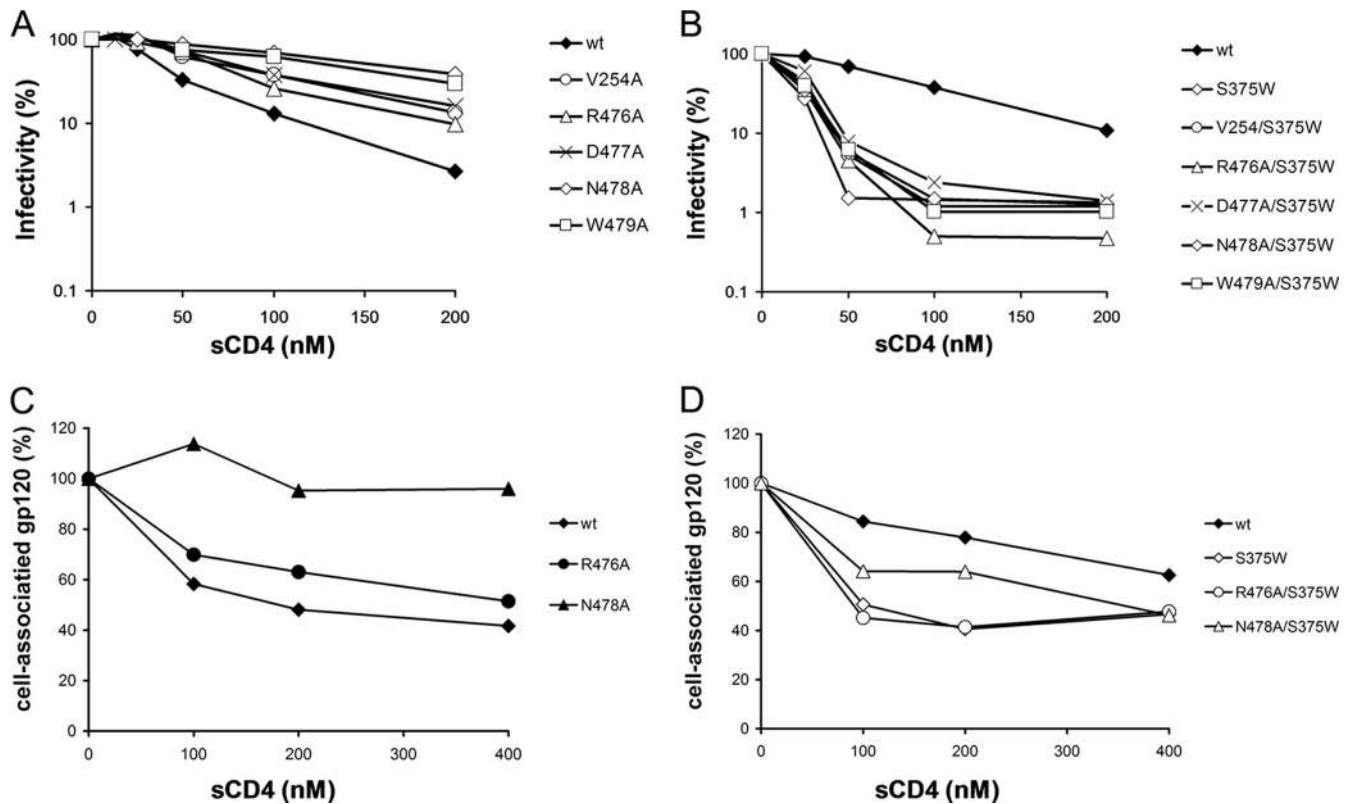 A
Infectivity (%)
100
10
1
0.1
0
50
100
150
200
sCD4 (nM)
wt
V254A
R476A
D477A
N478A
W479A
B
Infectivity (%)
100
10
1
0.1
0
50
100
150
200
sCD4 (nM)
wt
S375W
V254/S375W
R476A/S375W
D477A/S375W
N478A/S375W
W479A/S375W
C
cell-associatied gp120 (%)
120
100
80
60
40
20
0
0
100
200
300
400
sCD4 (nM)
wt
R476A
N478A
D
cell-associatied gp120 (%)
120
100
80
60
40
20
0
0
100
200
300
400
sCD4 (nM)
wt
S375W
R476A/S375W
N478A/S375W